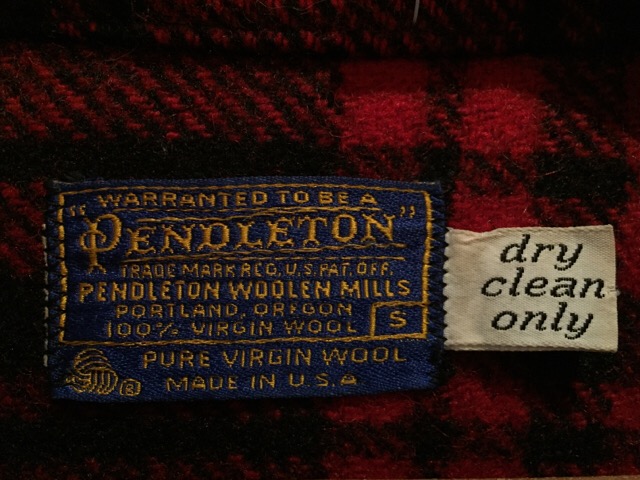 WARRANTED TO BE A
"PENDLETON"
TRADE MARK REG. U.S. PAT. OFF.
PENDLETON WOOLEN MILLS
PORTLAND, OREGON
100% VIRGIN WOOL S
PURE VIRGIN WOOL
® MADE IN U.S.A
dry
clean
only